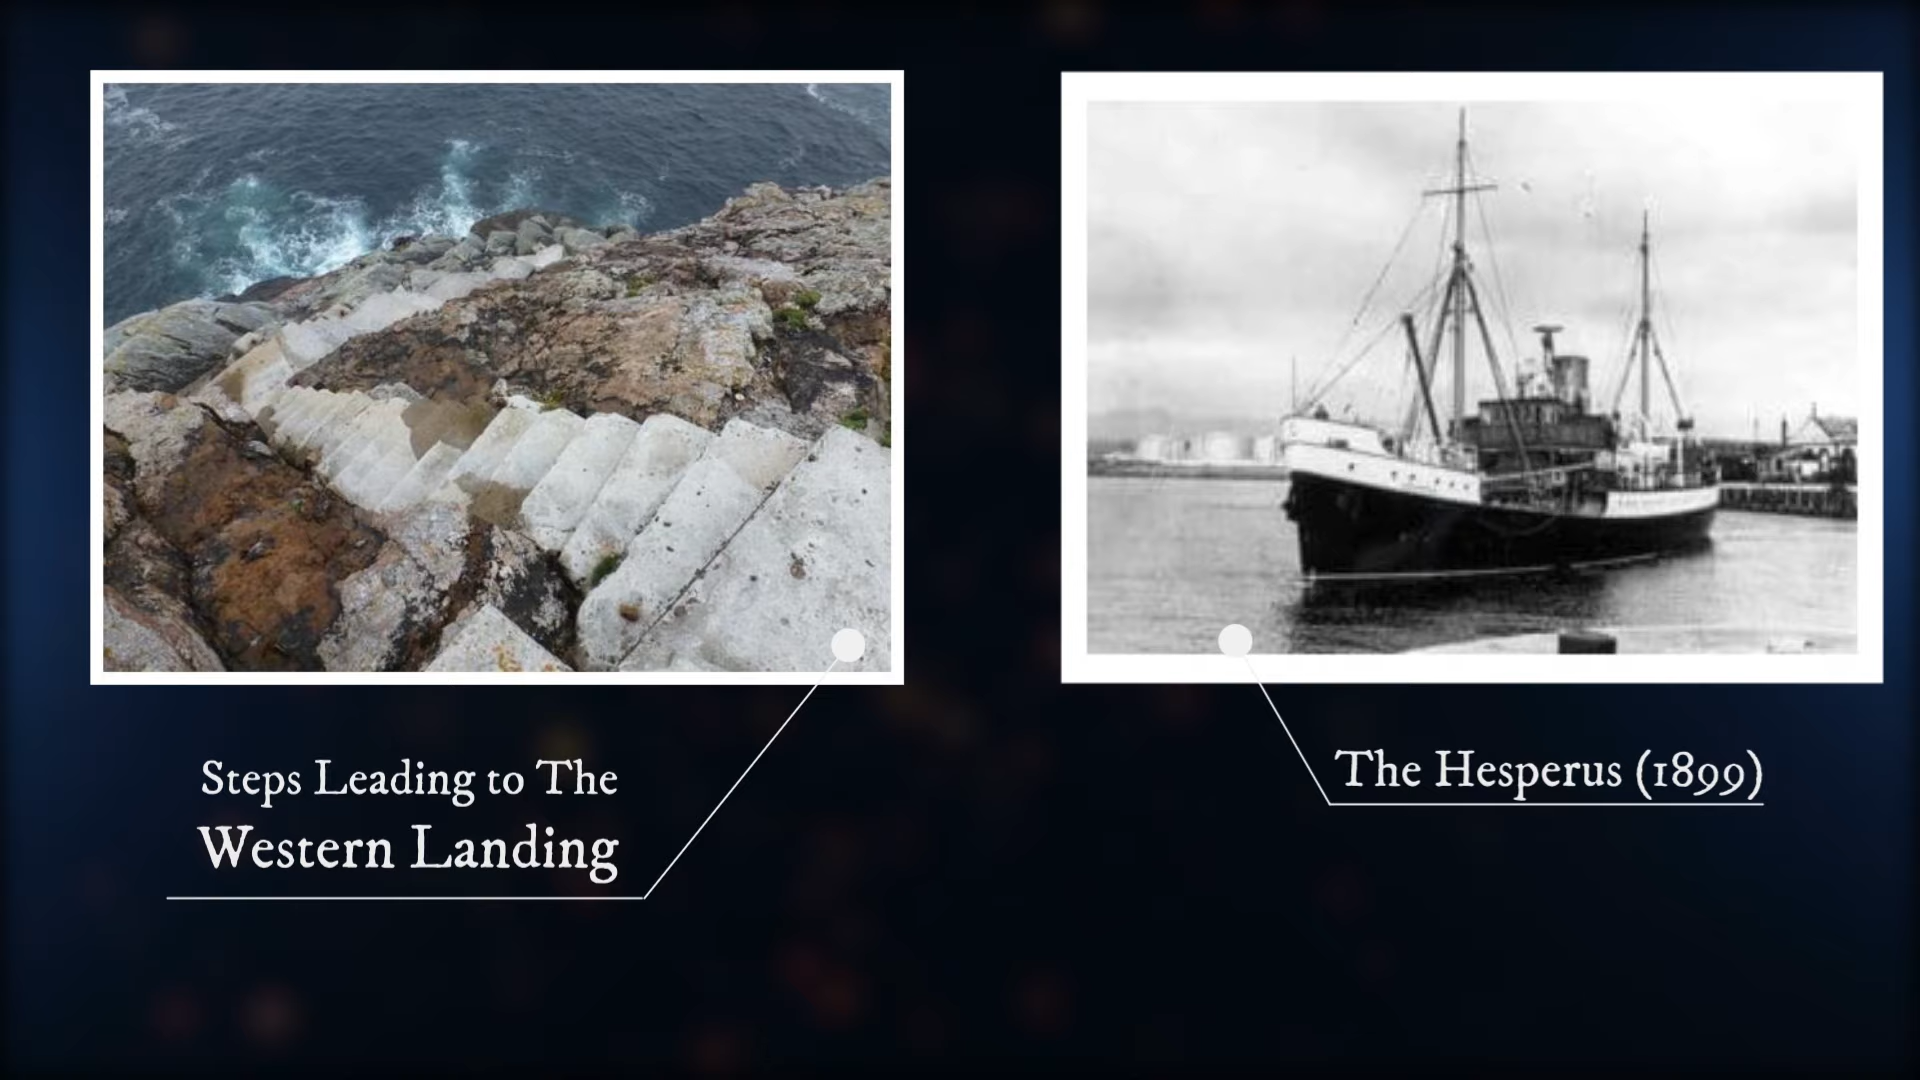 Steps Leading to The
Western Landing
The Hesperus (1899)